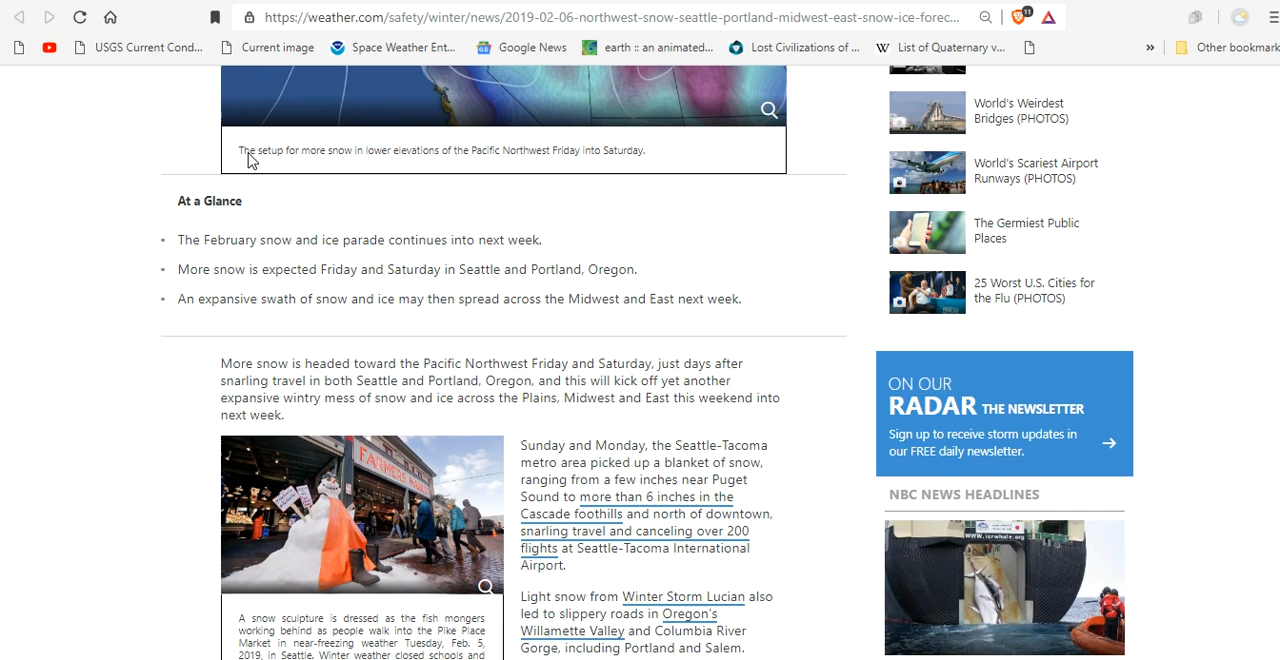 https://weather.com/safety/winter/news/2019-02-06-northwest-snow-seattle-portland-midwest-east-snow-ice-forec...
11
USGS Current Cond...
Current image
Space Weather Ent...
Google News
earth :: an animated...
Lost Civilizations of ...
W
List of Quaternary v...
»
Other bookmark
The setup for more snow in lower elevations of the Pacific Northwest Friday into Saturday.
At a Glance
The February snow and ice parade continues into next week.
More snow is expected Friday and Saturday in Seattle and Portland, Oregon.
An expansive swath of snow and ice may then spread across the Midwest and East next week.
More snow is headed toward the Pacific Northwest Friday and Saturday, just days after
snarling travel in both Seattle and Portland, Oregon, and this will kick off yet another
expansive wintry mess of snow and ice across the Plains, Midwest and East this weekend into
next week.
FARMERS MA
A snow sculpture is dressed as the fish mongers
working behind as people walk into the Pike Place
Market in near-freezing weather Tuesday, Feb. 5,
2019, in Seattle. Winter weather closed schools and
Sunday and Monday, the Seattle-Tacoma
metro area picked up a blanket of snow,
ranging from a few inches near Puget
Sound to more than 6 inches in the
Cascade foothills and north of downtown,
snarling travel and canceling over 200
flights at Seattle-Tacoma International
Airport.
Light snow from Winter Storm Lucian also
led to slippery roads in Oregon's
Willamette Valley and Columbia River
Gorge, including Portland and Salem.
World's Weirdest
Bridges (PHOTOS)
World's Scariest Airport
Runways (PHOTOS)
The Germiest Public
Places
25 Worst U.S. Cities for
the Flu (PHOTOS)
ON OUR
RADAR THE NEWSLETTER
Sign up to receive storm updates in
our FREE daily newsletter.
NBC NEWS HEADLINES
WWW.icrwhale.org